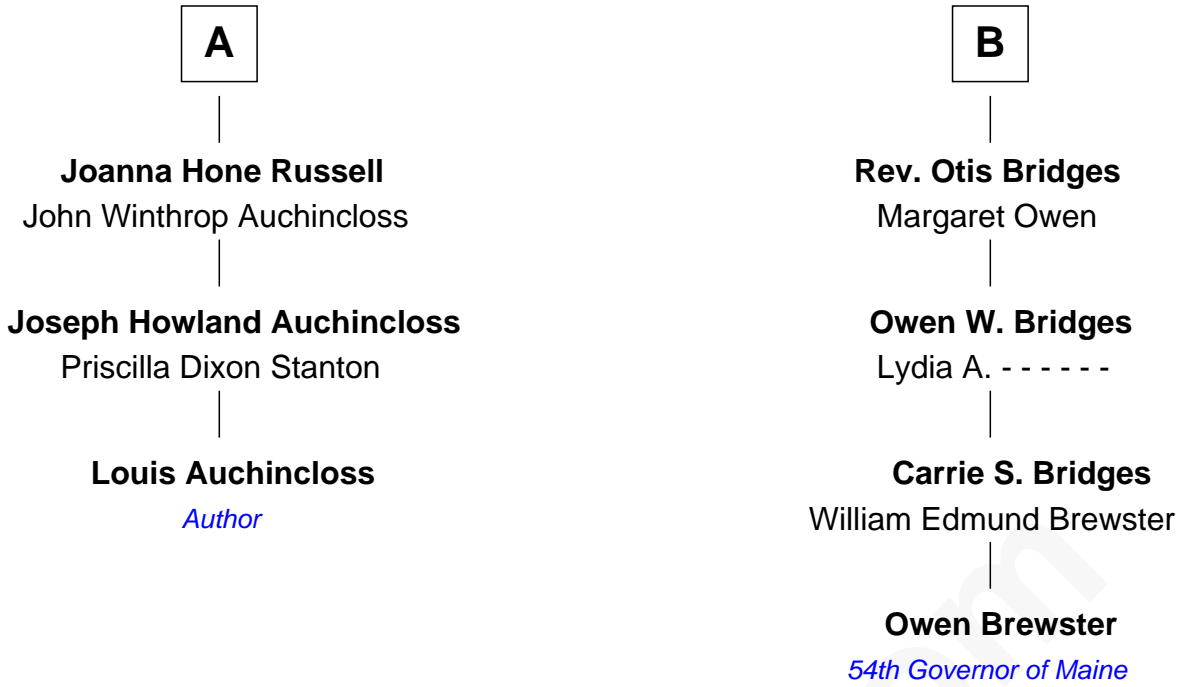 A
Joanna Hone Russell
John Winthrop Auchincloss
Joseph Howland Auchincloss
Priscilla Dixon Stanton
Louis Auchincloss
Author
B
Rev. Otis Bridges
Margaret Owen
Owen W. Bridges
Lydia A. - - - - - -
Carrie S. Bridges
William Edmund Brewster
Owen Brewster
54th Governor of Maine